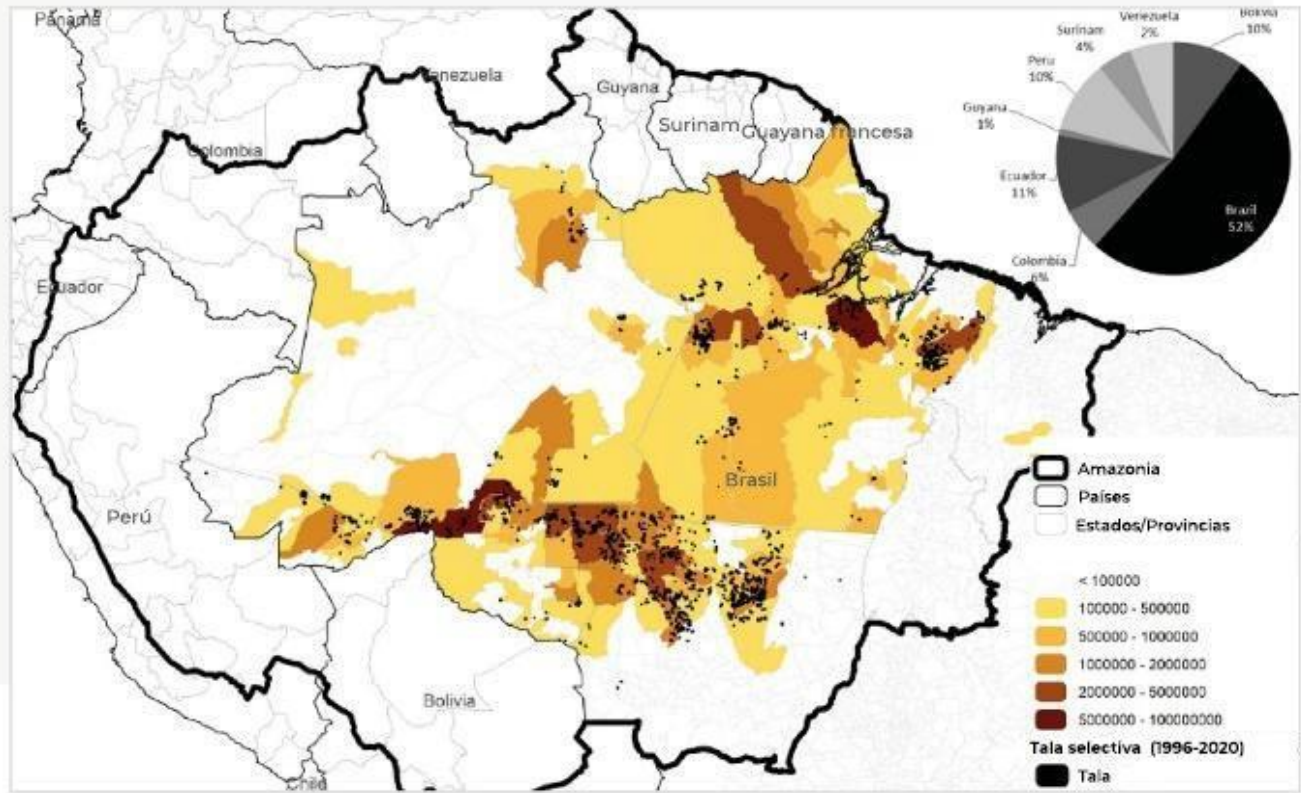 Panamá
Venezuela
Guyana
Surinam
Guayana francesa
Colombia
Ecuador
Perú
Brasil
Bolivia
Chile
Venezuela
2%
Bolivia
10%
Surinam
4%
Peru
10%
Guyana
1%
Ecuador
11%
Colombia
6%
Brazil
52%
Amazonia
Países
Estados/Provincias
< 100000
100000 - 500000
500000 - 1000000
1000000 - 2000000
2000000 - 5000000
5000000 - 100000000
Tala selectiva (1996-2020)
Tala